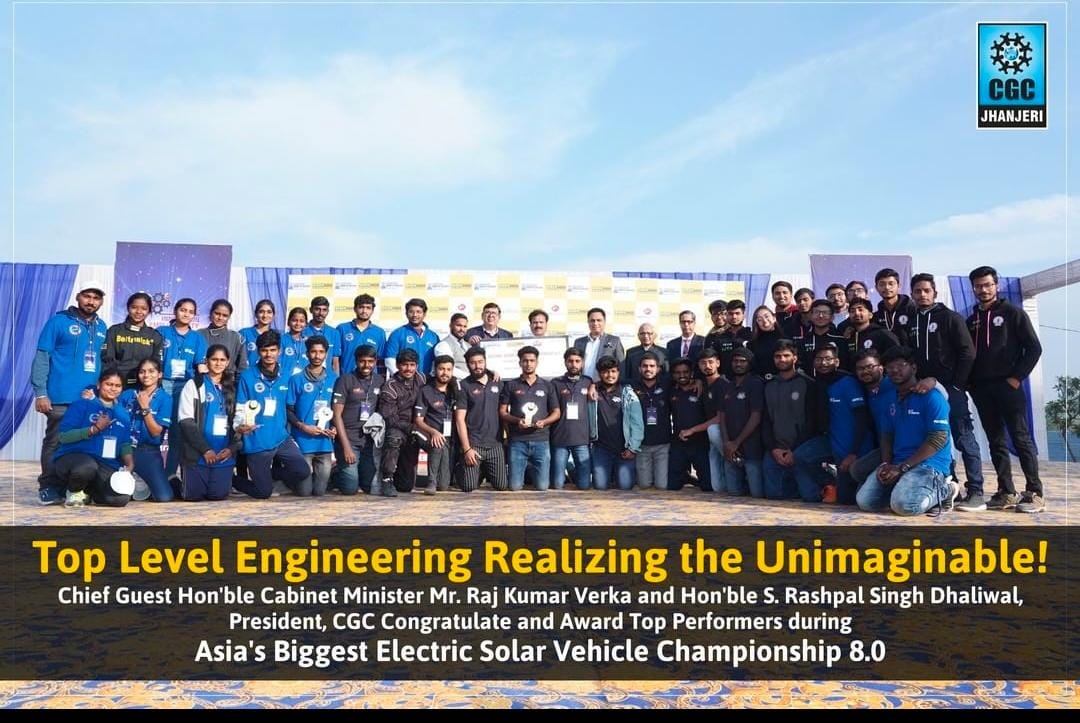 CGC
JHANJERI
Top Level Engineering Realizing the Unimaginable!
Chief Guest Hon'ble Cabinet Minister Mr. Raj Kumar Verka and Hon'ble S. Rashpal Singh Dhaliwal,
President, CGC Congratulate and Award Top Performers during
Asia's Biggest Electric Solar Vehicle Championship 8.0